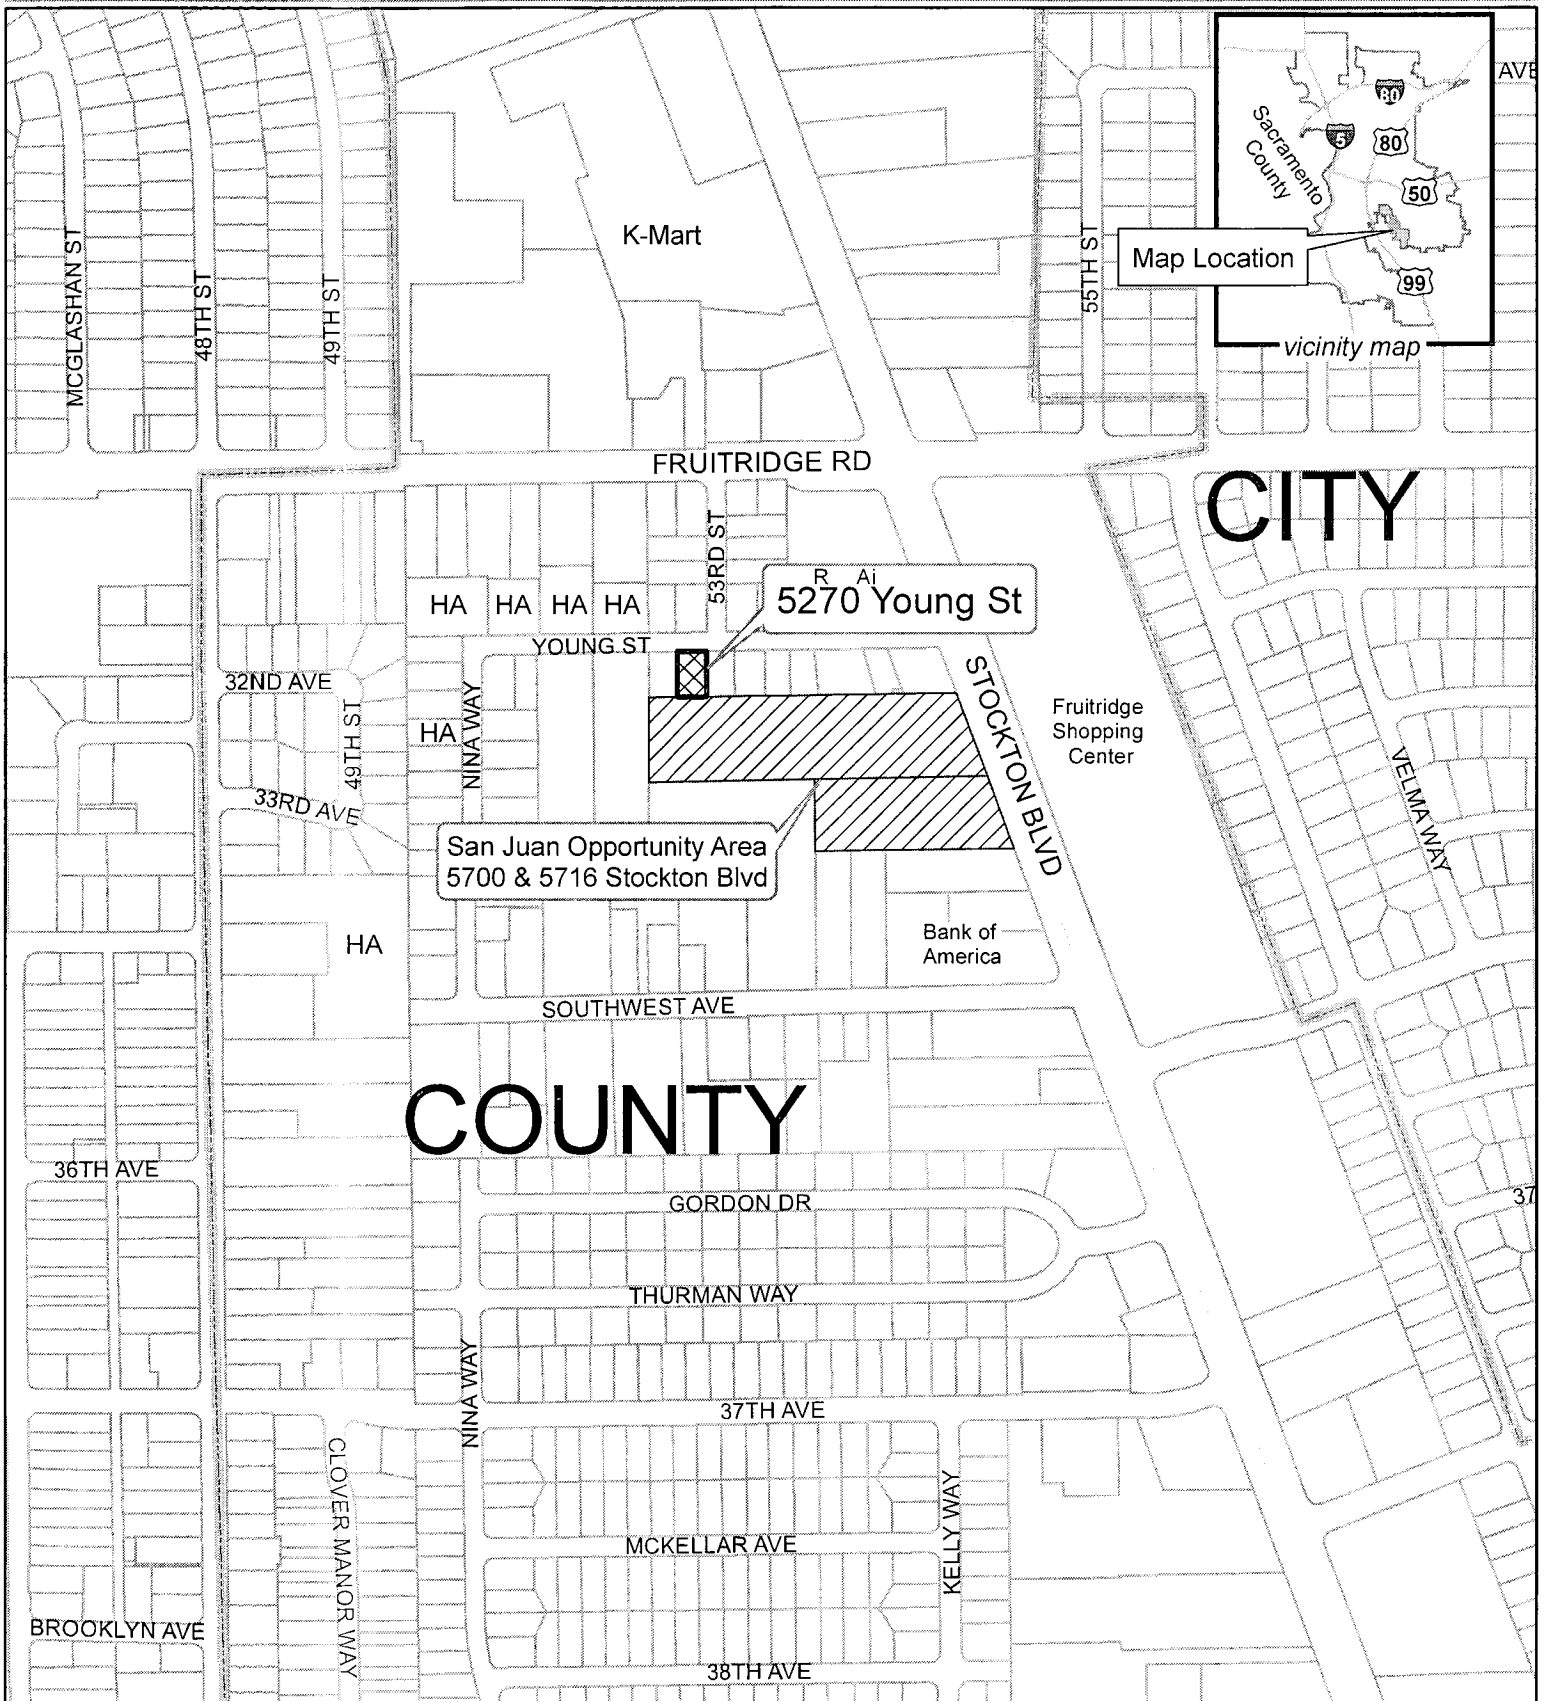 AVE
80
5
80
50
99
Sacramento
County
Map Location
vicinity map
K-Mart
MCGLASHAN ST
48TH ST
49TH ST
55TH ST
FRUITRIDGE RD
CITY
53RD ST
R Ai
5270 Young St
HA HA HA HA
YOUNG ST
32ND AVE
49TH ST
HA
NINA WAY
STOCKTON BLVD
Fruitridge
Shopping
Center
VELMA WAY
33RD AVE
San Juan Opportunity Area
5700 & 5716 Stockton Blvd
HA
Bank of
America
SOUTHWEST AVE
COUNTY
36TH AVE
GORDON DR
37
THURMAN WAY
NINA WAY
37TH AVE
CLOVER MANOR WAY
KELLY WAY
MCKELLAR AVE
BROOKLYN AVE
38TH AVE